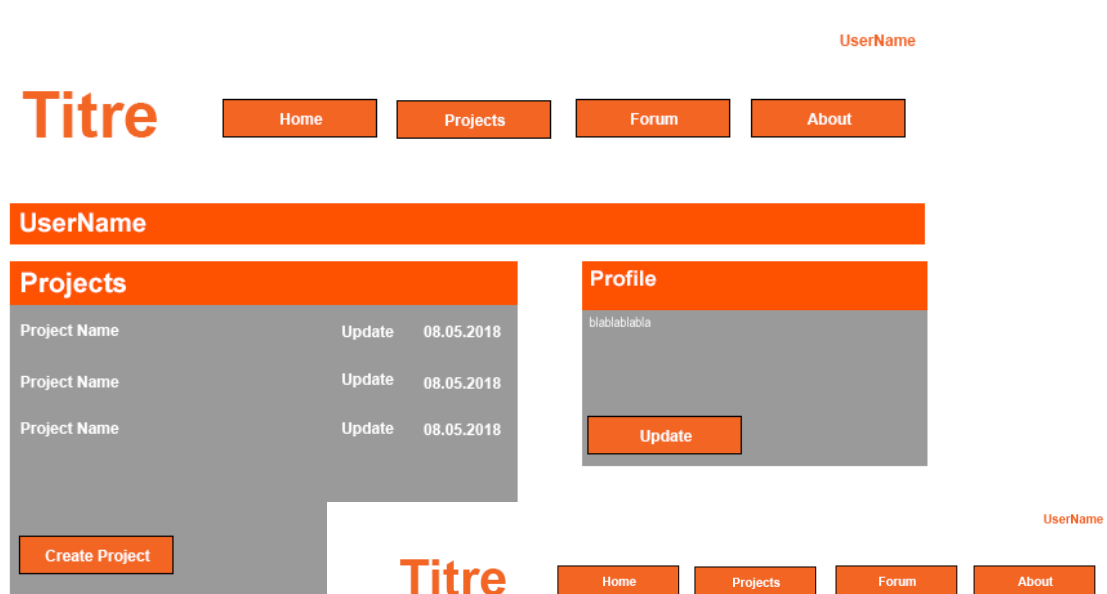 UserName
Titre
Home Projects Forum About
UserName
Projects
Project Name Update 08.05.2018
Project Name Update 08.05.2018
Project Name Update 08.05.2018
Create Project
Profile
blablablabla
Update
UserName
Titre
Home Projects Forum About